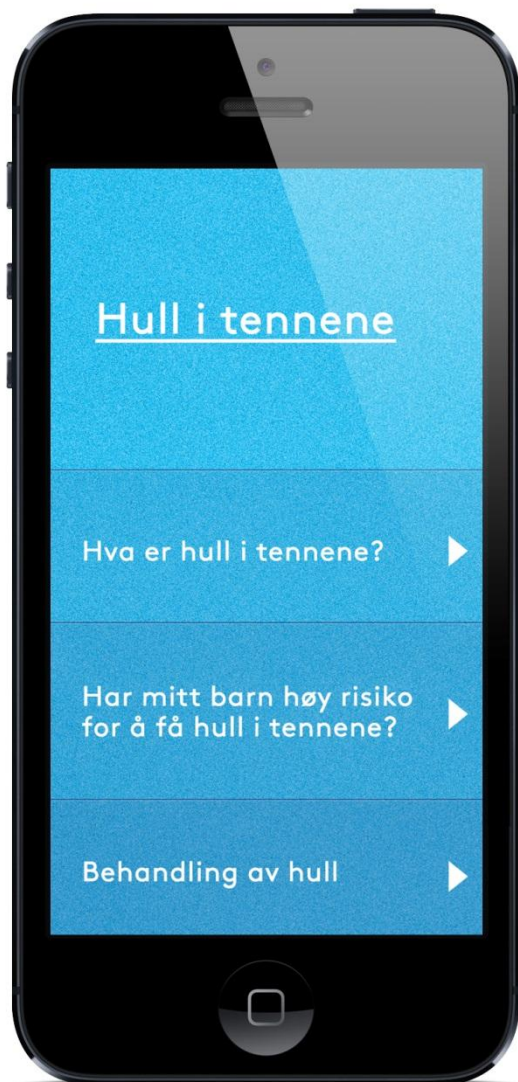 Hull i tennene
Hva er hull i tennene?
Har mitt barn høy risiko
for å få hull i tennene?
Behandling av hull